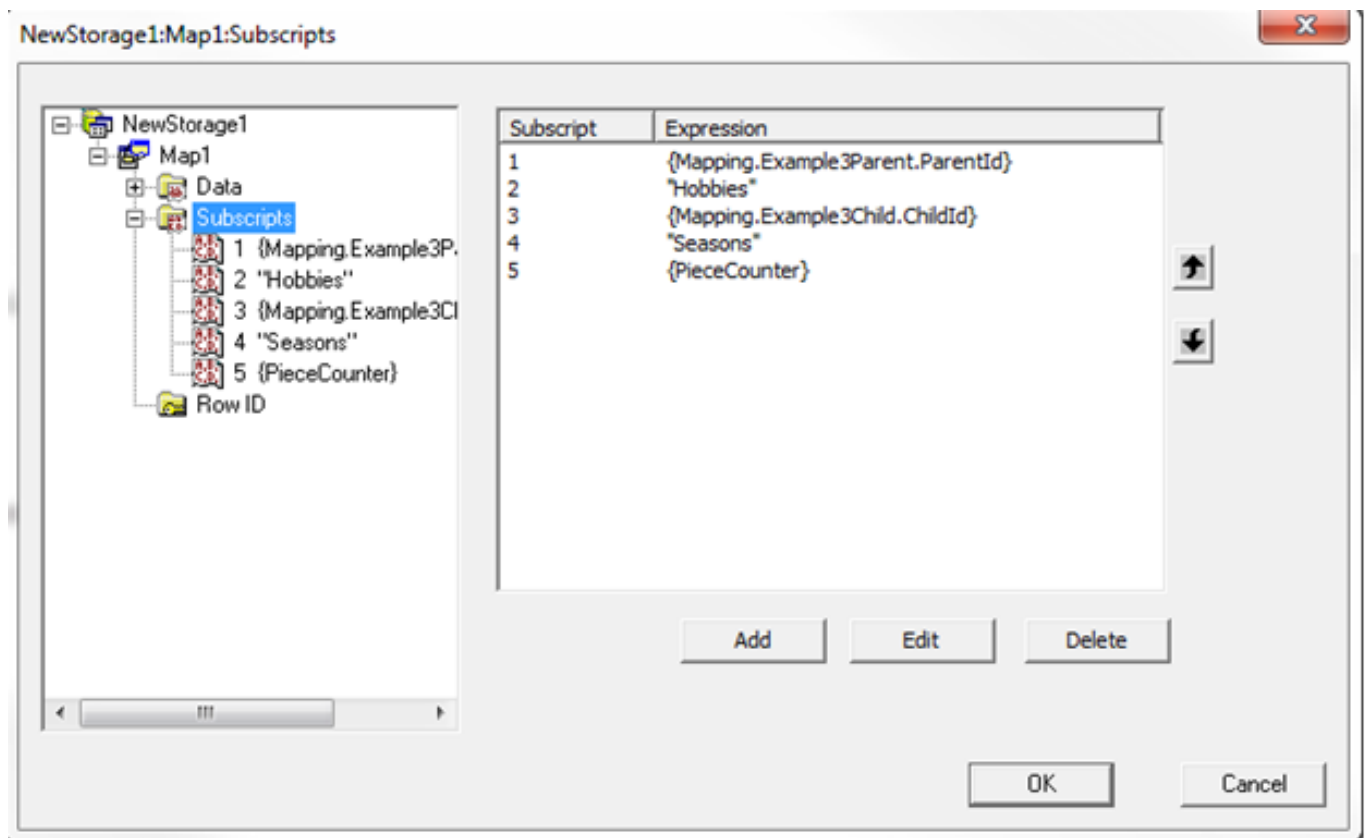 NewStorage1:Map1:Subscripts
NewStorage1
Map1
Data
Subscripts
1 {Mapping.Example3P.
2 "Hobbies"
3 {Mapping.Example3Cl
4 "Seasons"
5 {PieceCounter}
Row ID
Subscript Expression
1 {Mapping.Example3Parent.ParentId}
2 "Hobbies"
3 {Mapping.Example3Child.ChildId}
4 "Seasons"
5 {PieceCounter}
Add Edit Delete
OK Cancel